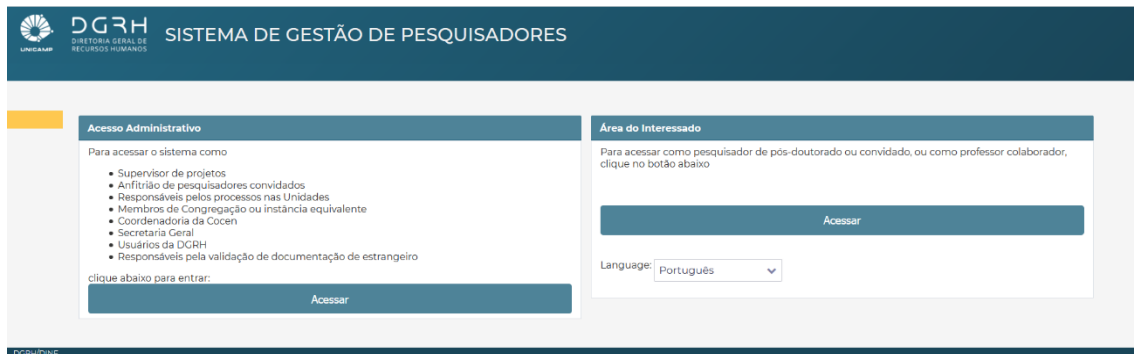 UNICAMP
DGRH
DIRETORIA GERAL DE
RECURSOS HUMANOS
SISTEMA DE GESTÃO DE PESQUISADORES
Acesso Administrativo
Para acessar o sistema como
• Supervisor de projetos
• Anfitrião de pesquisadores convidados
• Responsáveis pelos processos nas Unidades
• Membros de Congregação ou instância equivalente
• Coordenadoria da Cocen
• Secretaria Geral
• Usuários da DGRH
• Responsáveis pela validação de documentação de estrangeiro
clique abaixo para entrar:
Acessar
Área do Interessado
Para acessar como pesquisador de pós-doutorado ou convidado, ou como professor colaborador,
clique no botão abaixo
Acessar
Language: Português